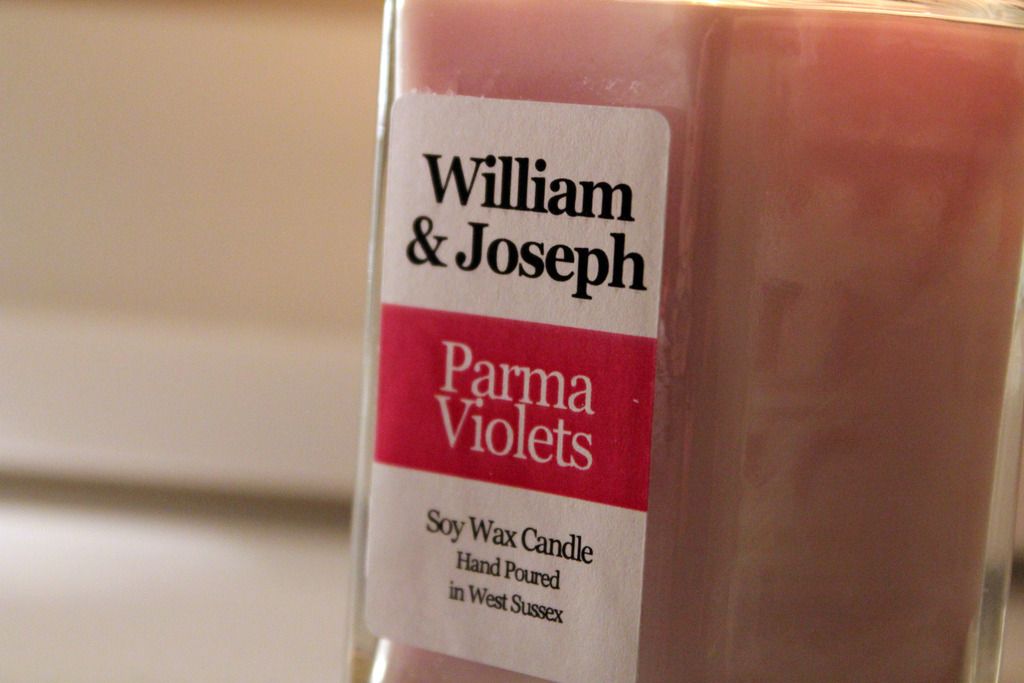 William
& Joseph
Parma
Violets
Soy Wax Candle
Hand Poured
in West Sussex